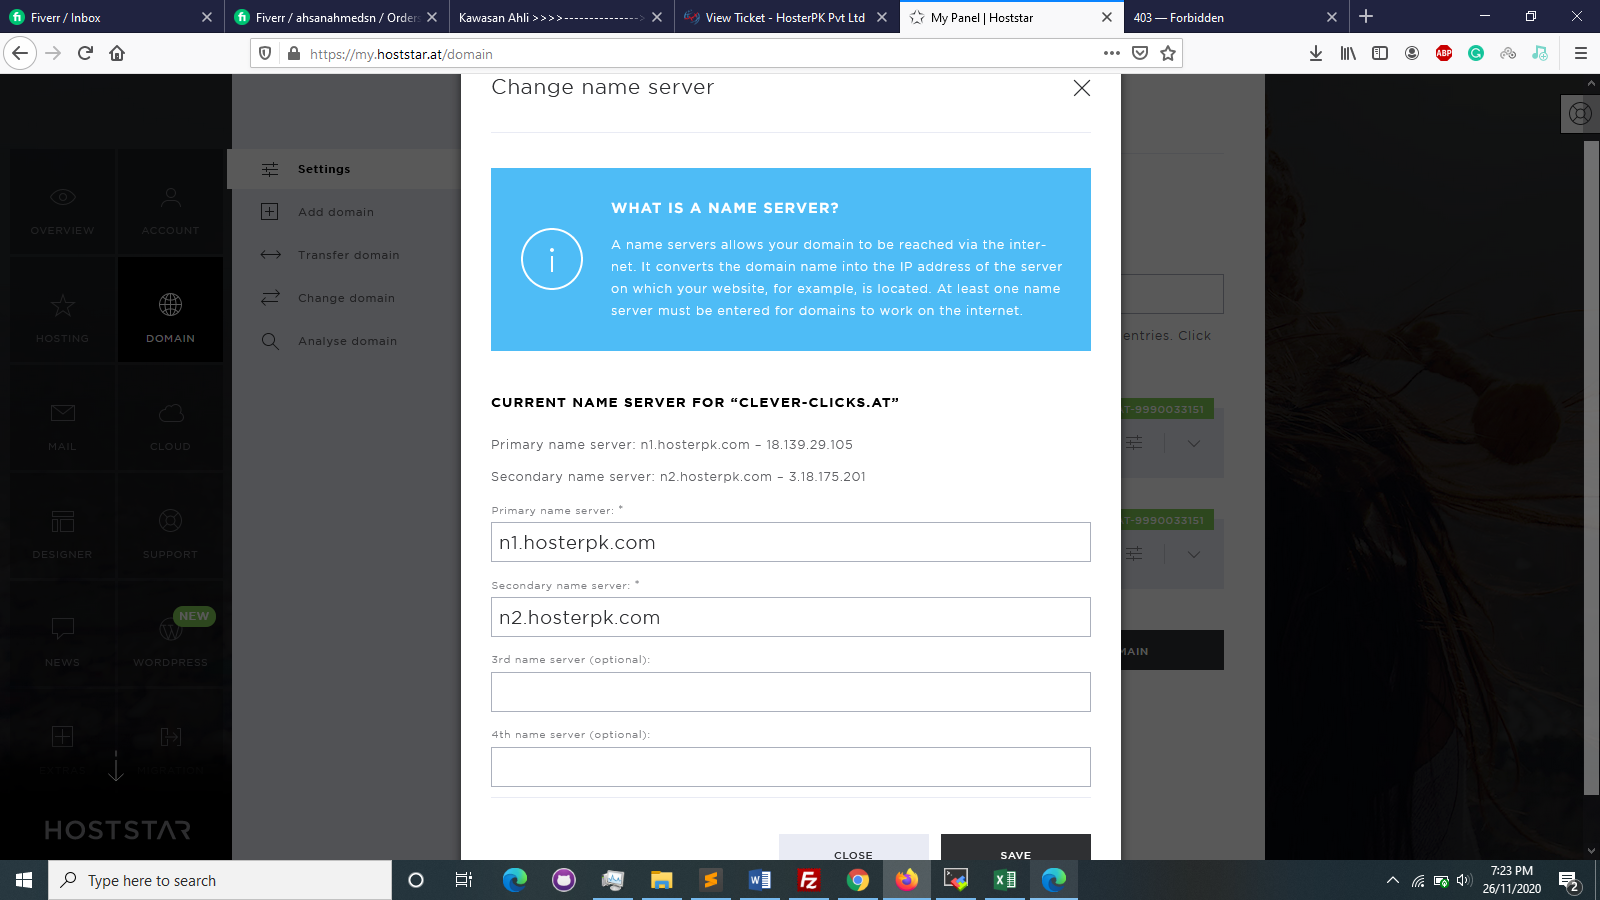 Fiverr / Inbox
Fiverr / ahsanahmedsn / Orders
Kawasan Ahli >>>>---------------->
View Ticket - HosterPK Pvt Ltd
My Panel | Hoststar
403 — Forbidden
https://my.hoststar.at/domain
ABP
Change name server
WHAT IS A NAME SERVER?
A name servers allows your domain to be reached via the inter-
net. It converts the domain name into the IP address of the server
on which your website, for example, is located. At least one name
server must be entered for domains to work on the internet.
CURRENT NAME SERVER FOR “CLEVER-CLICKS.AT”
Primary name server: n1.hosterpk.com – 18.139.29.105
Secondary name server: n2.hosterpk.com – 3.18.175.201
Primary name server: *
n1.hosterpk.com
Secondary name server: *
n2.hosterpk.com
3rd name server (optional):
4th name server (optional):
CLOSE
SAVE
OVERVIEW
ACCOUNT
HOSTING
DOMAIN
MAIL
CLOUD
DESIGNER
SUPPORT
NEW
NEWS
WORDPRESS
HOSTSTAR
Settings
Add domain
Transfer domain
Change domain
Analyse domain
entries. Click
AT-9990033151
AT-9990033151
MAIN
Type here to search
7:23 PM
26/11/2020
2